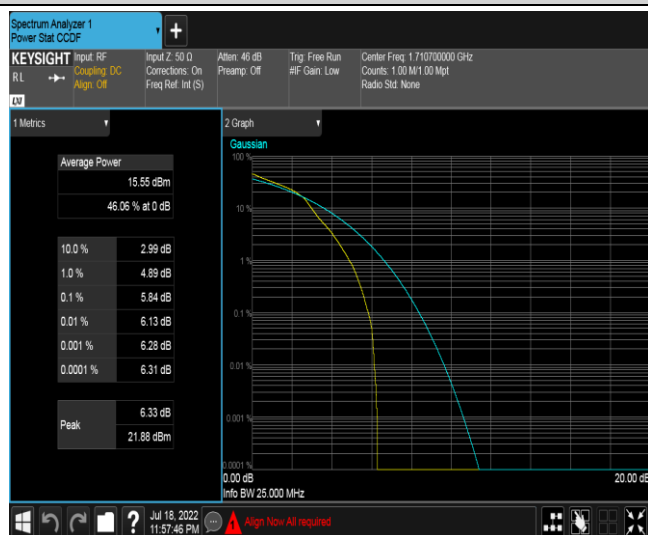 Spectrum Analyzer 1
Power Stat CCDF
+
KEYSIGHT
RL
LXI
Input: RF
Coupling: DC
Align: Off
Input Z: 50 Ω
Corrections: On
Freq Ref: Int (S)
Atten: 46 dB
Preamp: Off
Trig: Free Run
#IF Gain: Low
Center Freq: 1.710700000 GHz
Counts: 1.00 M/1.00 Mpt
Radio Std: None
1 Metrics
Average Power
15.55 dBm
46.06 % at 0 dB
10.0 % 2.99 dB
1.0 % 4.89 dB
0.1 % 5.84 dB
0.01 % 6.13 dB
0.001 % 6.28 dB
0.0001 % 6.31 dB
Peak
6.33 dB
21.88 dBm
2 Graph
Gaussian
100 %
10 %
1 %
0.1 %
0.01 %
0.001 %
0.0001 %
0.00 dB 20.00 dB
Info BW 25.000 MHz
?
Jul 18, 2022
11:57:46 PM
Align Now All required